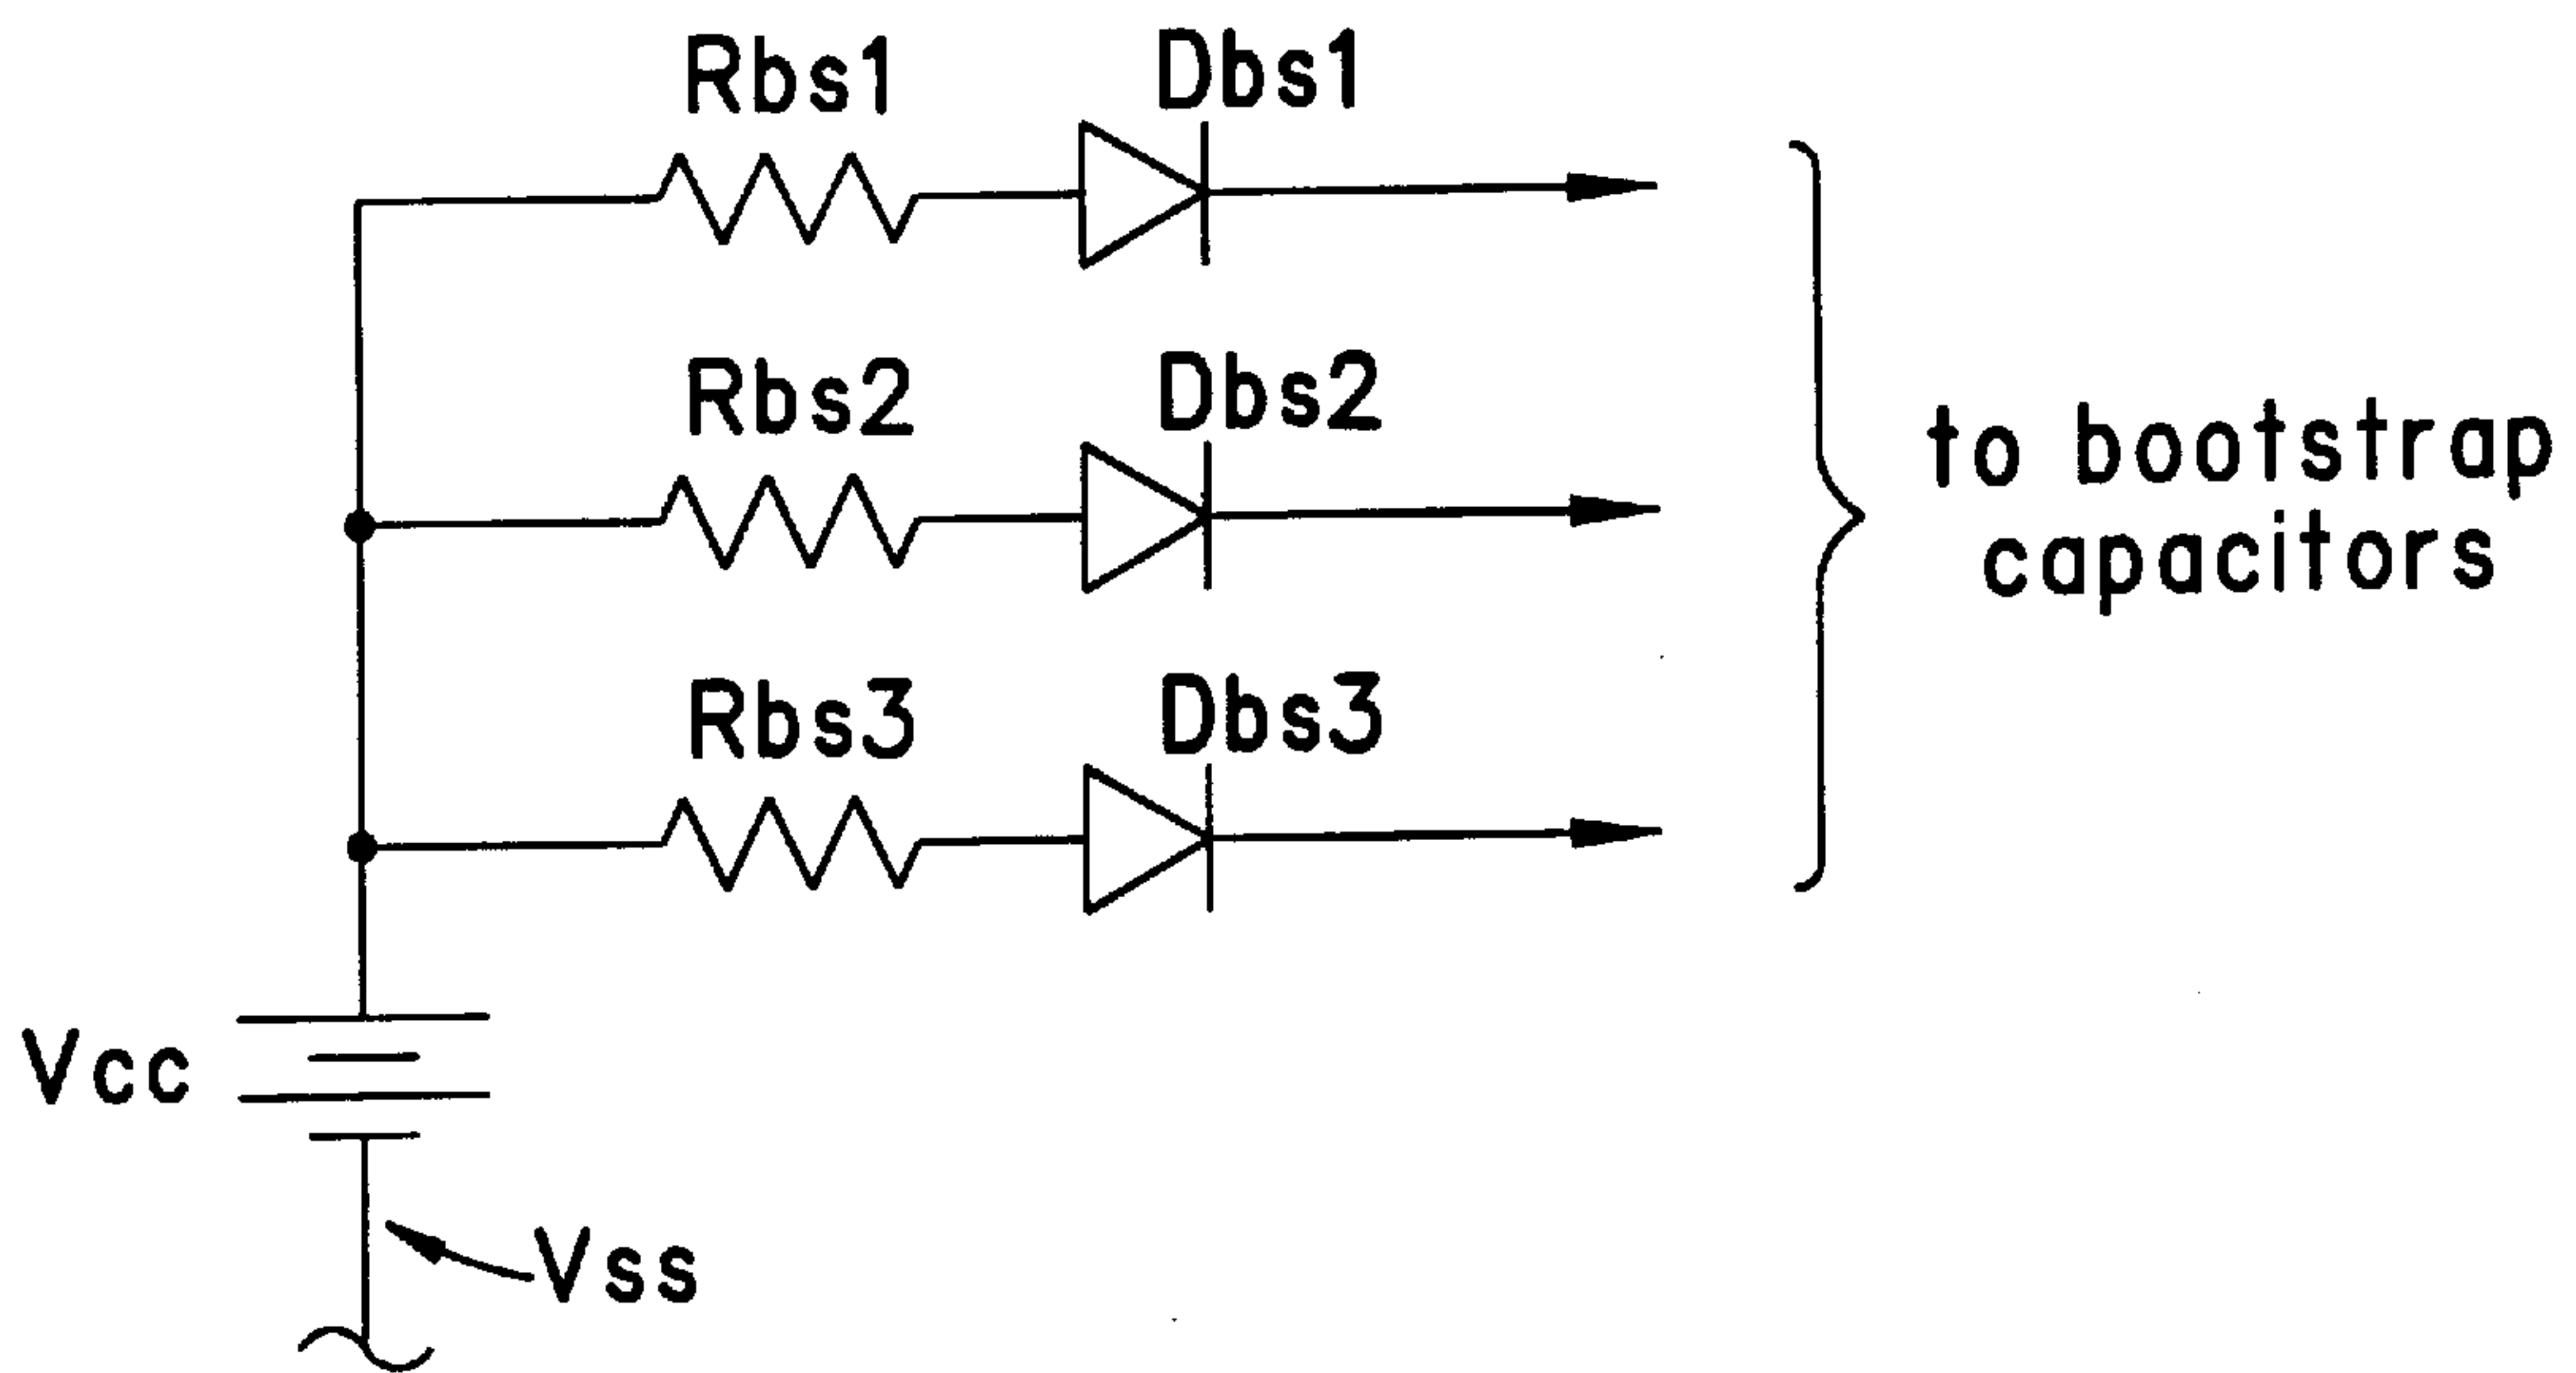 Rbs1 Dbs1
Rbs2 Dbs2
to bootstrap
capacitors
Rbs3 Dbs3
Vcc
Vss